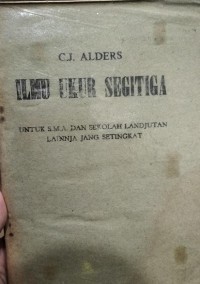 C.J. ALDERS
ILMU UKUR SEGITIGA
UNTUK S.M.A. DAN SEKOLAH LANDJUTAN
LAINNJA JANG SETINGKAT